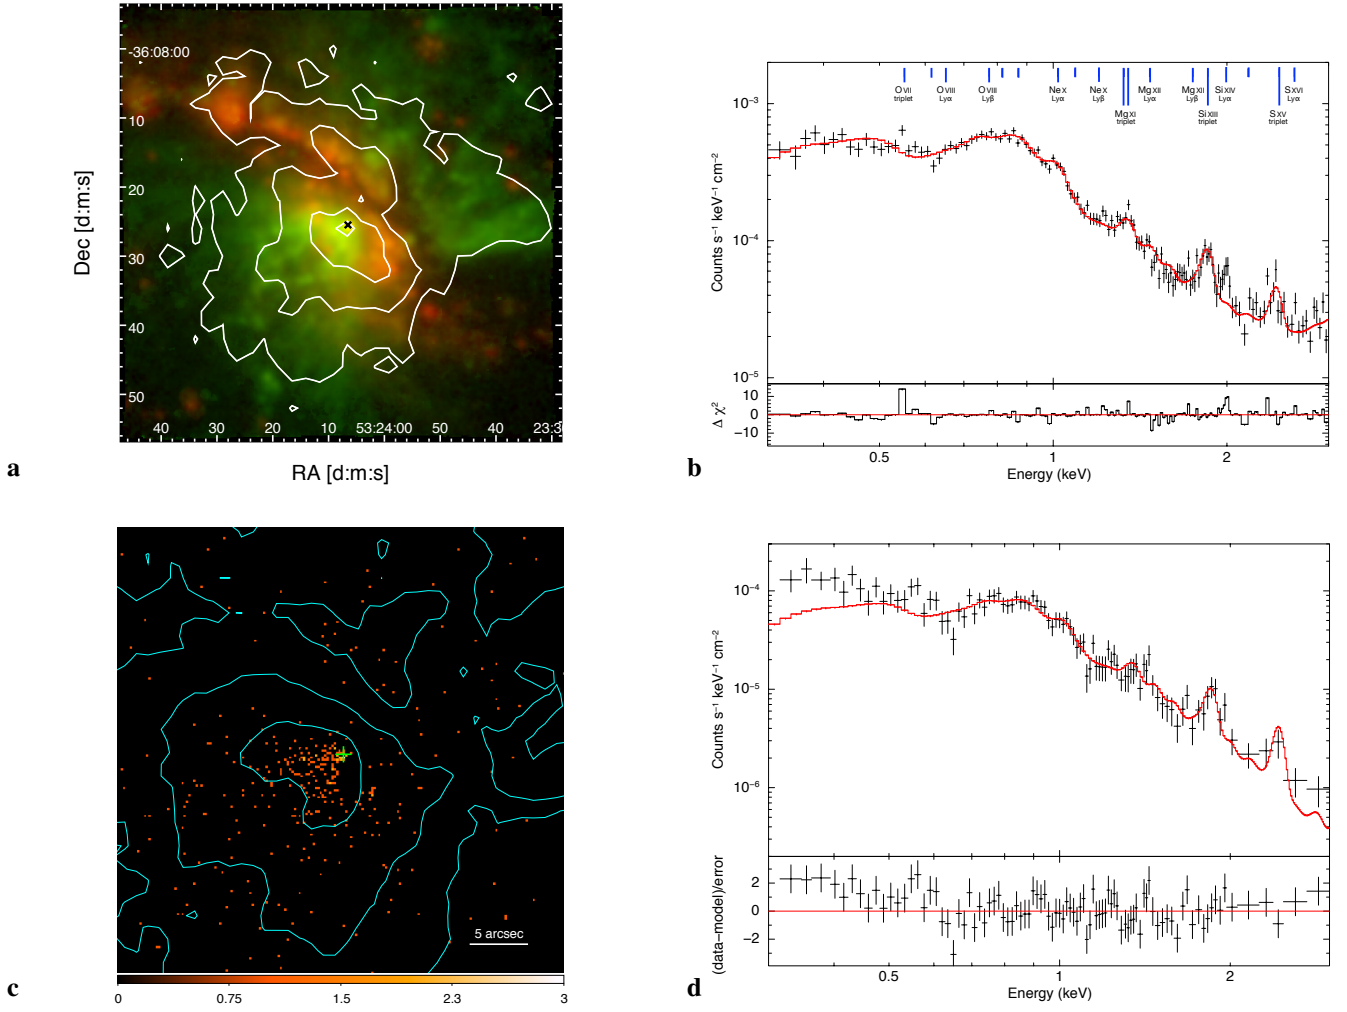 -36:08:00
10
20
30
40
50
40
30
20
10
53:24:00
50
40
23:3
Dec [d:m:s]
RA [d:m:s]
a
O VII
triplet
O VIII
Lyα
O VIII
Lyβ
Ne X
Lyα
Ne X
Lyβ
Mg XI
triplet
Mg XII
Lyα
Mg XII
Lyβ
Si XIII
triplet
Si XIV
Lyα
S XV
triplet
S XVI
Lyα
10⁻³
10⁻⁴
10⁻⁵
Counts s⁻¹ keV⁻¹ cm⁻²
10
0
−10
Δ χ²
0.5
1
2
Energy (keV)
b
5 arcsec
0
0.75
1.5
2.3
3
c
10⁻⁴
10⁻⁵
10⁻⁶
Counts s⁻¹ keV⁻¹ cm⁻²
2
0
−2
(data−model)/error
0.5
1
2
Energy (keV)
d